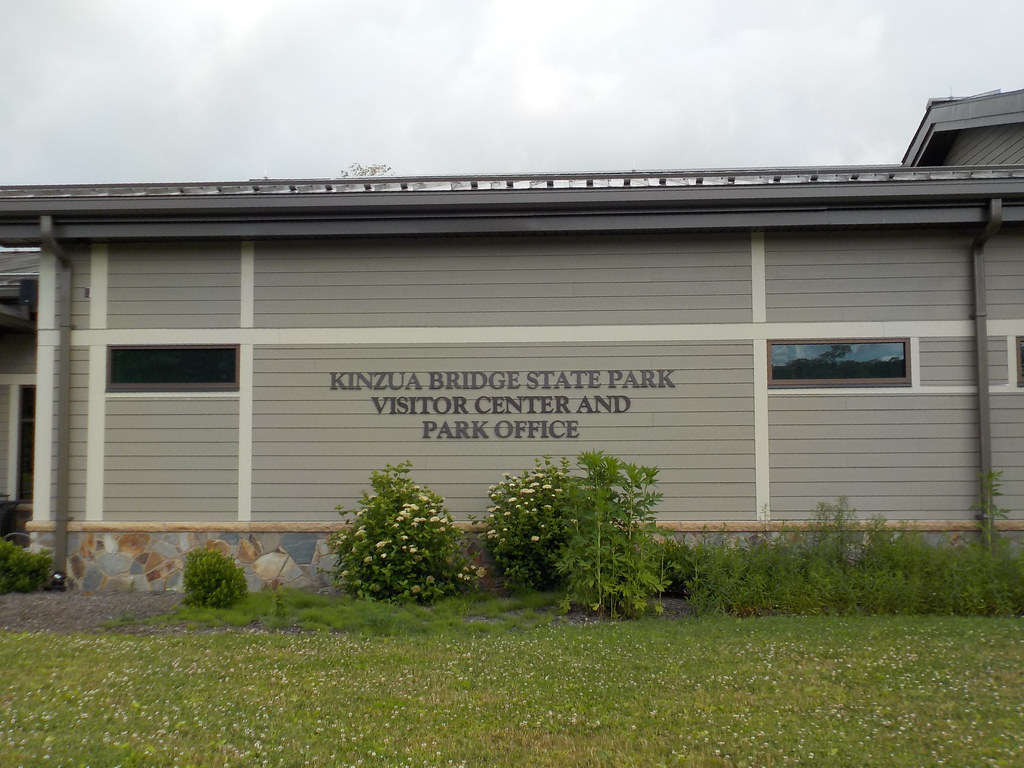 KINZUA BRIDGE STATE PARK
VISITOR CENTER AND
PARK OFFICE